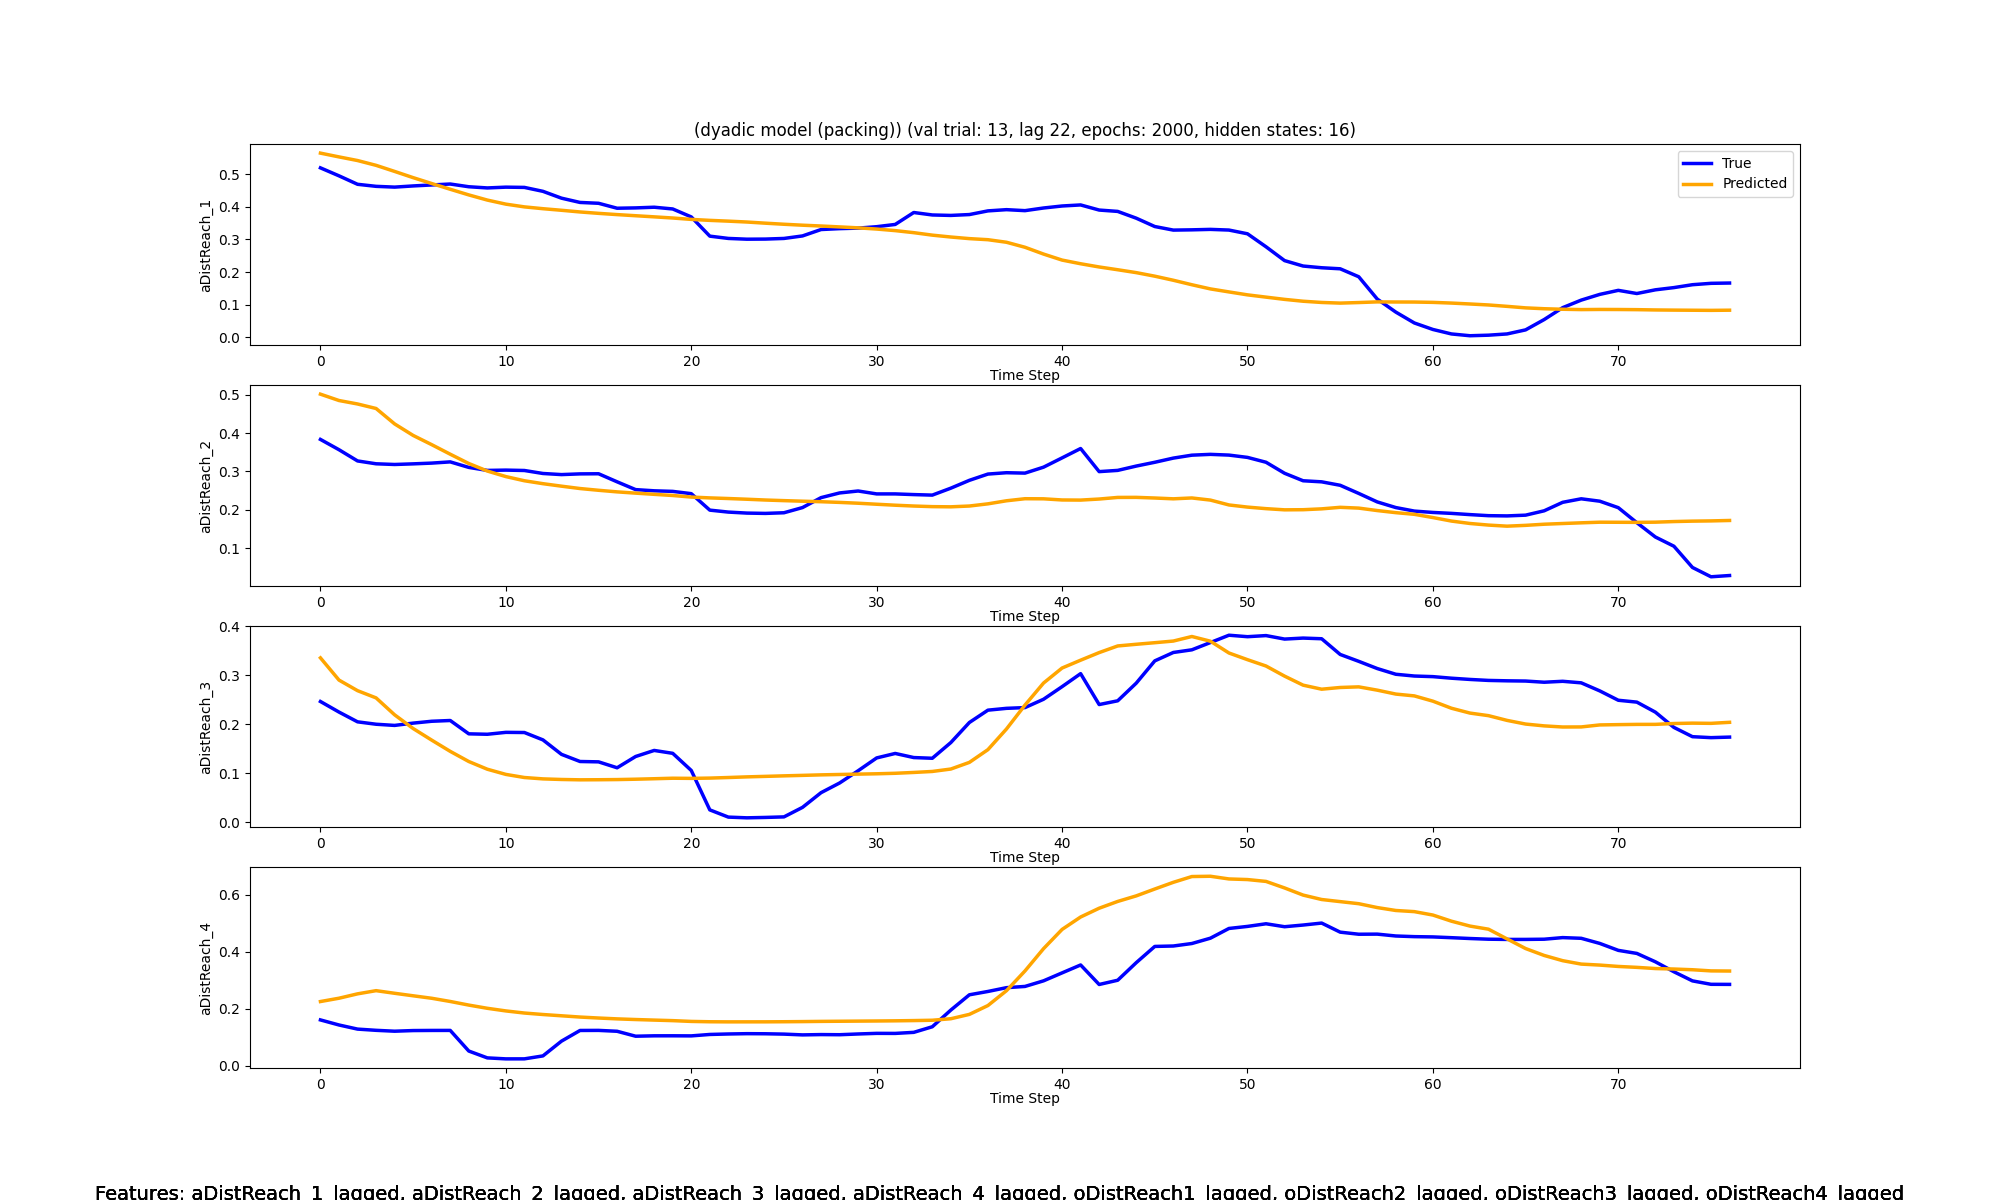 (dyadic model (packing)) (val trial: 13, lag 22, epochs: 2000, hidden states: 16)
True
Predicted
aDistReach_1
0.5
0.4
0.3
0.2
0.1
0.0
0 10 20 30 40 50 60 70
Time Step
aDistReach_2
0.5
0.4
0.3
0.2
0.1
0 10 20 30 40 50 60 70
Time Step
aDistReach_3
0.4
0.3
0.2
0.1
0.0
0 10 20 30 40 50 60 70
Time Step
aDistReach_4
0.6
0.4
0.2
0.0
0 10 20 30 40 50 60 70
Time Step
Features: aDistReach_1_lagged, aDistReach_2_lagged, aDistReach_3_lagged, aDistReach_4_lagged, oDistReach1_lagged, oDistReach2_lagged, oDistReach3_lagged, oDistReach4_lagged